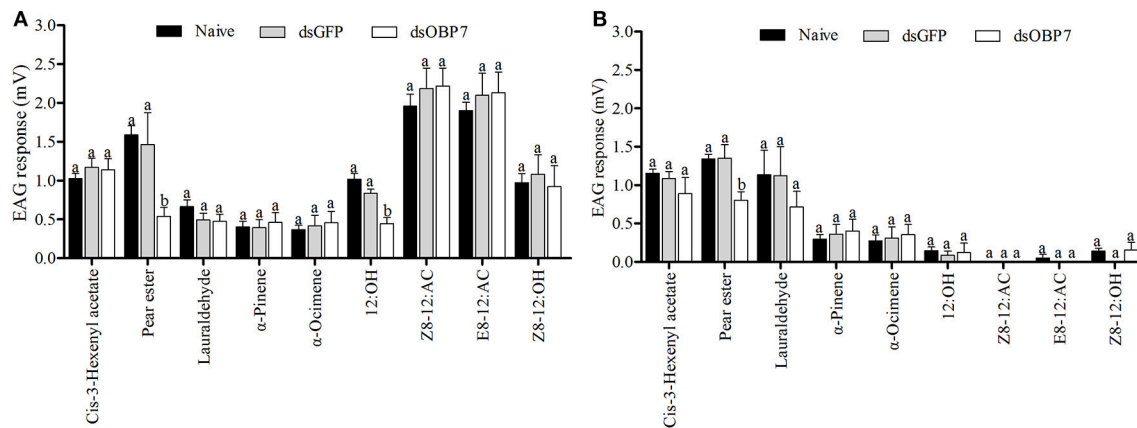 A
Naive
dsGFP
dsOBP7
EAG response (mV)
3.0
2.5
2.0
1.5
1.0
0.5
0.0
a a a
a a b
a a a
a a a
a a a
a a b
a a a
a a a
a a a
Cis-3-Hexenyl acetate
Pear ester
Lauraldehyde
α-Pinene
α-Ocimene
12:OH
Z8-12:AC
E8-12:AC
Z8-12:OH
B
Naive
dsGFP
dsOBP7
EAG response (mV)
3.0
2.5
2.0
1.5
1.0
0.5
0.0
a a a
a a b
a a a
a a a
a a a
a a a
a a a
a a a
a a a
Cis-3-Hexenyl acetate
Pear ester
Lauraldehyde
α-Pinene
α-Ocimene
12:OH
Z8-12:AC
E8-12:AC
Z8-12:OH